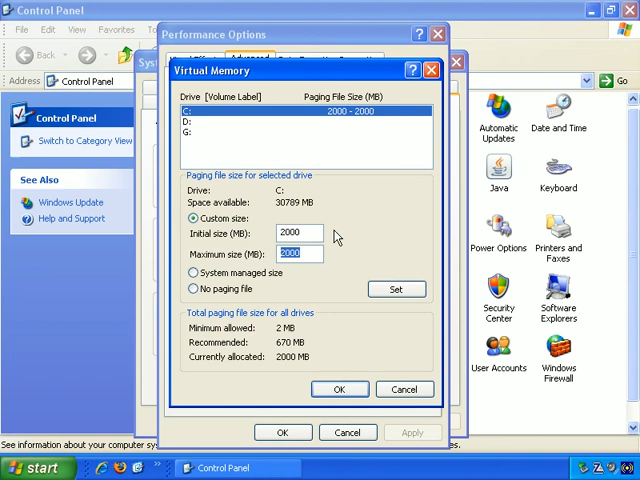 Control Panel
File Edit View Favorites
Back
Address Control Panel
Go
Control Panel
Switch to Category View
See Also
Windows Update
Help and Support
Performance Options
Advanced
Virtual Memory
Drive [Volume Label] Paging File Size (MB)
C: 2000 - 2000
D:
G:
Paging file size for selected drive
Drive: C:
Space available: 30789 MB
Custom size:
Initial size (MB): 2000
Maximum size (MB): 2000
System managed size
No paging file
Set
Total paging file size for all drives
Minimum allowed: 2 MB
Recommended: 670 MB
Currently allocated: 2000 MB
OK Cancel
OK Cancel Apply
Automatic Updates
Date and Time
Java
Keyboard
Power Options
Printers and Faxes
Security Center
Software Explorers
User Accounts
Windows Firewall
See information about your computer
start
Control Panel